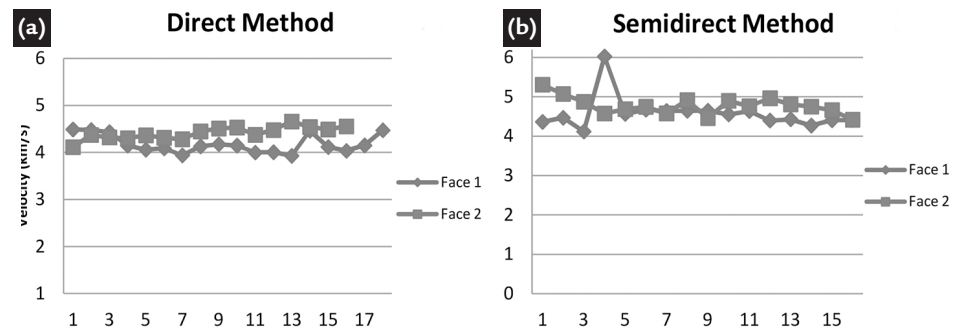 (a)
Direct Method
6
5
4
3
2
1
Velocity (km/s)
1 3 5 7 9 11 13 15 17
Face 1
Face 2
(b)
Semidirect Method
6
5
4
3
2
1
0
1 3 5 7 9 11 13 15
Face 1
Face 2